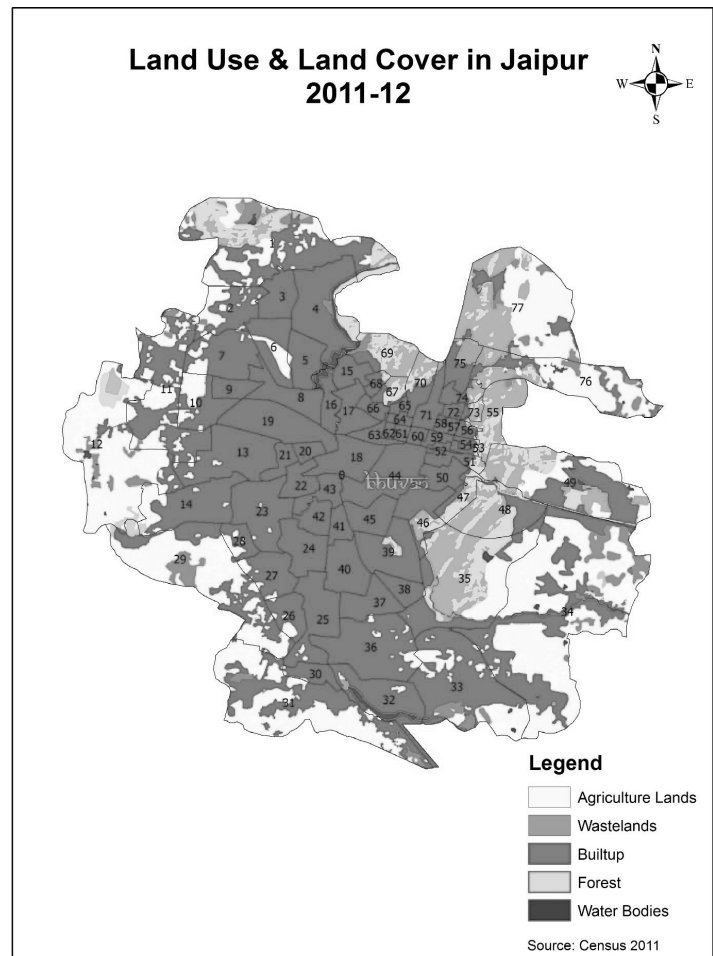 Land Use & Land Cover in Jaipur
2011-12
N
W E
S
1
2 3 4
77
6
7 5 15 69 75
70
68
67
76
11 9 8
10 16 17 66 65 74
19 64 71 72 73 55
58 57 56
12 13 63 62 61 60 59
54 53
21 20 18 52 51
0 44 50
bhuvan
22 43 49
14 23 47 48
42 41 45 46
28 24 39
29
27 40 35
38
26 25 37 34
36
30 33
31 32
Legend
Agriculture Lands
Wastelands
Builtup
Forest
Water Bodies
Source: Census 2011